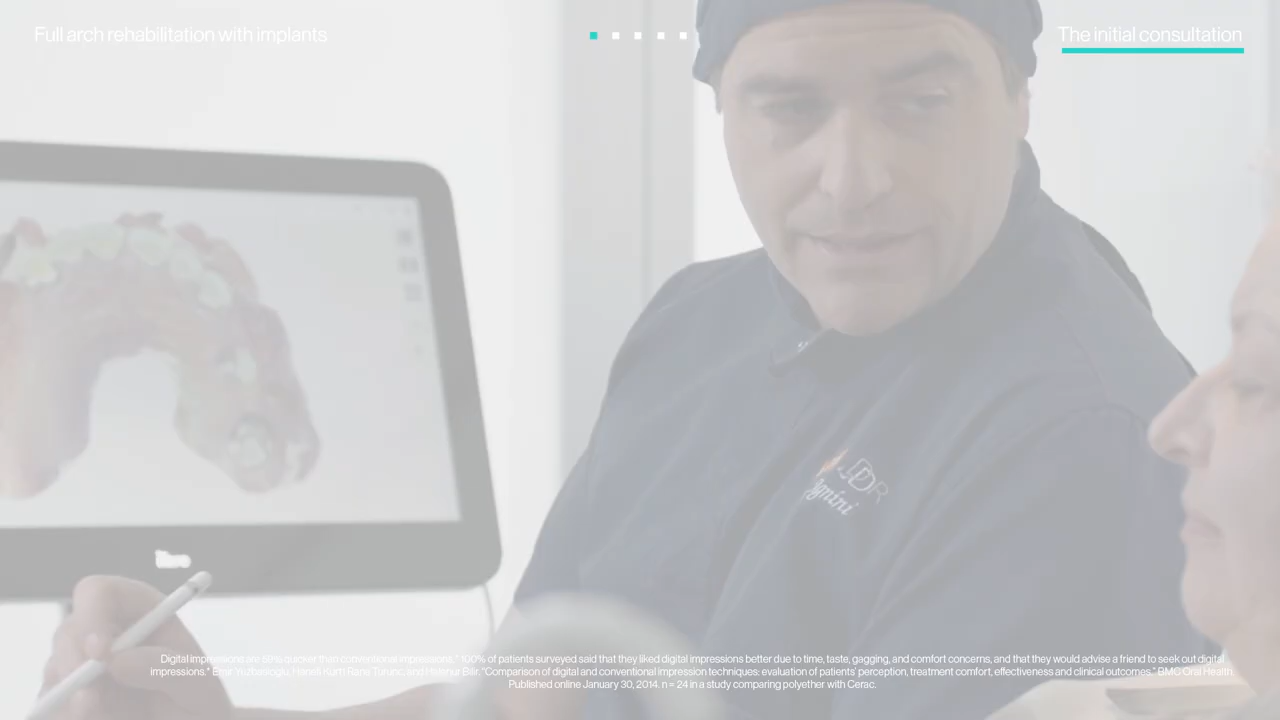 Full arch rehabilitation with implants
The initial consultation
DR
Agnini
Digital impressions are 59% quicker than conventional impressions.* 100% of patients surveyed said that they liked digital impressions better due to time, taste, gagging, and comfort concerns, and that they would advise a friend to seek out digital
impressions.* Emir Yuzbasioglu, Hanefi Kurt, Rana Turunc and Halenur Bilir. "Comparison of digital and conventional impression techniques: evaluation of patients' perception, treatment comfort, effectiveness and clinical outcomes." BMC Oral Health.
Published online January 30, 2014. n = 24 in a study comparing polyether with Cerac.